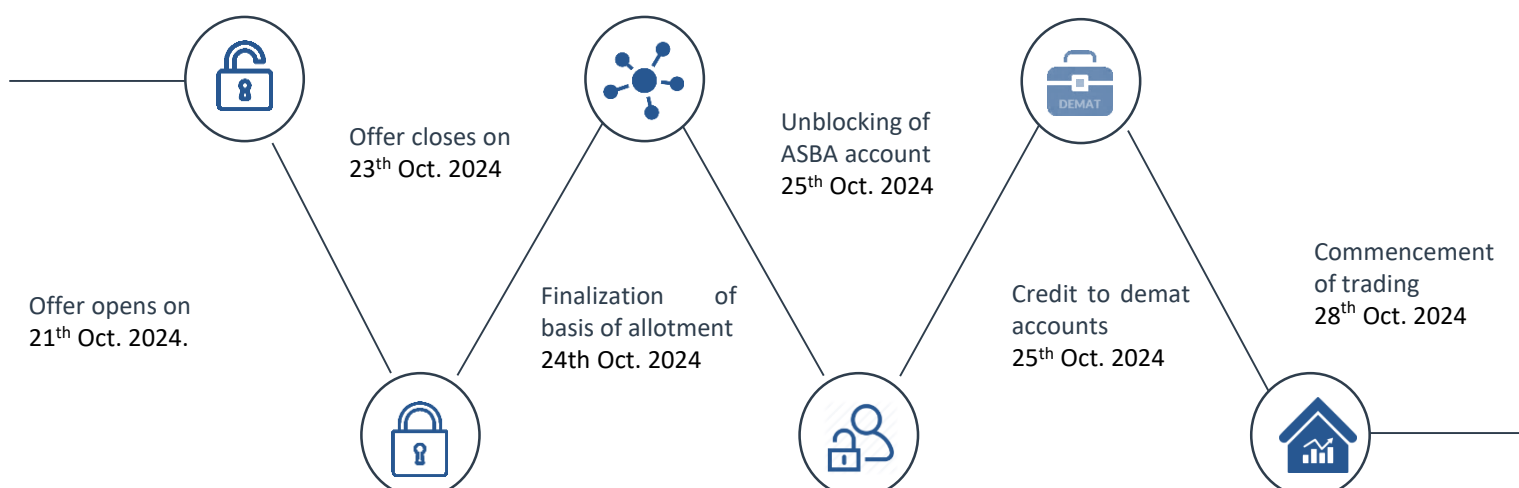 Offer opens on
21th Oct. 2024.
Offer closes on
23th Oct. 2024
Finalization of
basis of allotment
24th Oct. 2024
Unblocking of
ASBA account
25th Oct. 2024
DEMAT
Credit to demat
accounts
25th Oct. 2024
Commencement
of trading
28th Oct. 2024